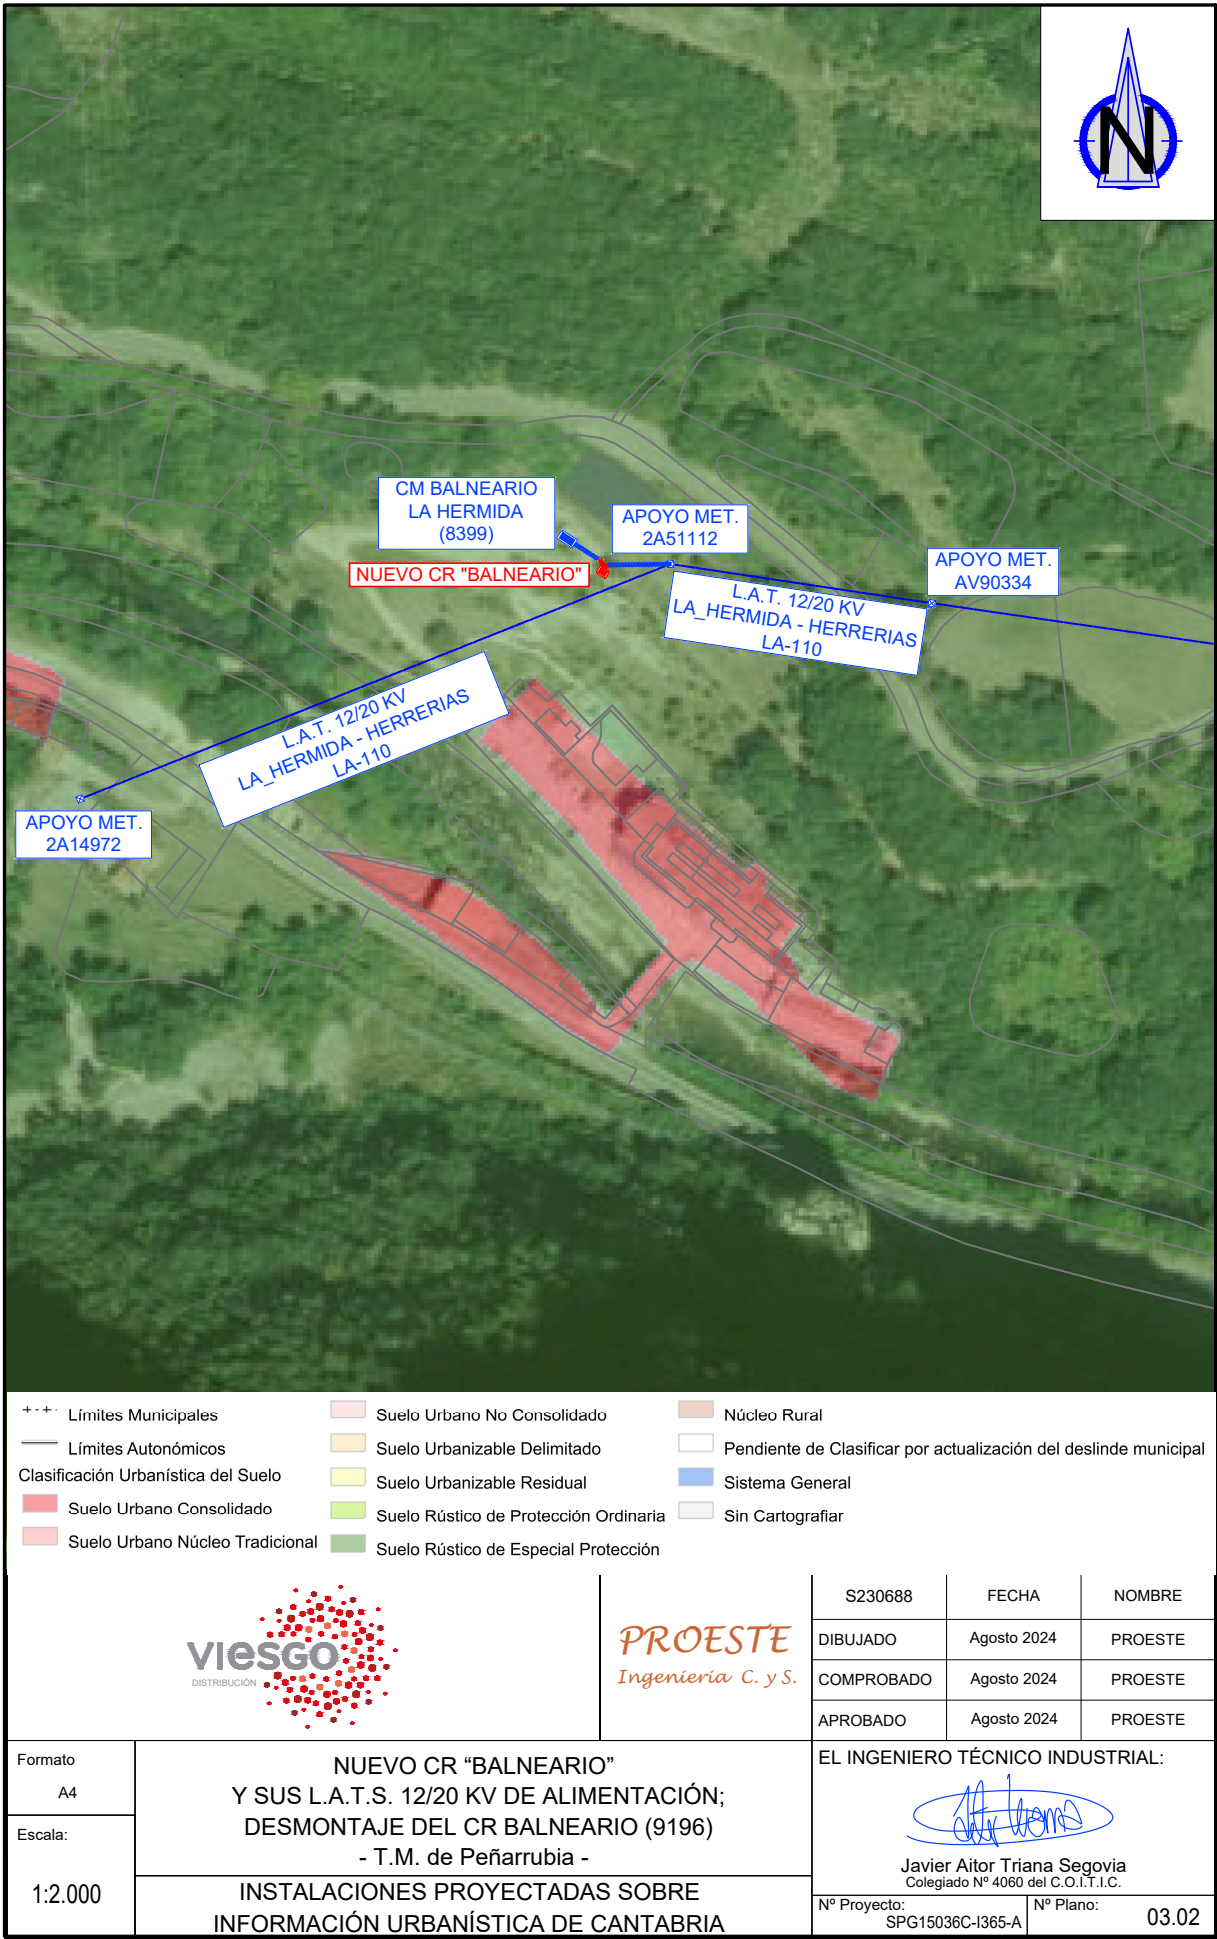 N
CM BALNEARIO
LA HERMIDA
(8399)
APOYO MET.
2A51112
NUEVO CR "BALNEARIO"
APOYO MET.
AV90334
L.A.T. 12/20 KV
LA_HERMIDA - HERRERIAS
LA-110
L.A.T. 12/20 KV
LA_HERMIDA - HERRERIAS
LA-110
APOYO MET.
2A14972
Límites Municipales
Límites Autonómicos
Clasificación Urbanística del Suelo
Suelo Urbano Consolidado
Suelo Urbano Núcleo Tradicional
Suelo Urbano No Consolidado
Suelo Urbanizable Delimitado
Suelo Urbanizable Residual
Suelo Rústico de Protección Ordinaria
Suelo Rústico de Especial Protección
Núcleo Rural
Pendiente de Clasificar por actualización del deslinde municipal
Sistema General
Sin Cartografiar
viesgo
DISTRIBUCIÓN
PROESTE
Ingeniería C. y S.
S230688 FECHA NOMBRE
DIBUJADO Agosto 2024 PROESTE
COMPROBADO Agosto 2024 PROESTE
APROBADO Agosto 2024 PROESTE
Formato
A4
Escala:
1:2.000
NUEVO CR “BALNEARIO”
Y SUS L.A.T.S. 12/20 KV DE ALIMENTACIÓN;
DESMONTAJE DEL CR BALNEARIO (9196)
- T.M. de Peñarrubia -
INSTALACIONES PROYECTADAS SOBRE
INFORMACIÓN URBANÍSTICA DE CANTABRIA
EL INGENIERO TÉCNICO INDUSTRIAL:
Javier Aitor Triana Segovia
Colegiado Nº 4060 del C.O.I.T.I.C.
Nº Proyecto:
SPG15036C-I365-A
Nº Plano:
03.02